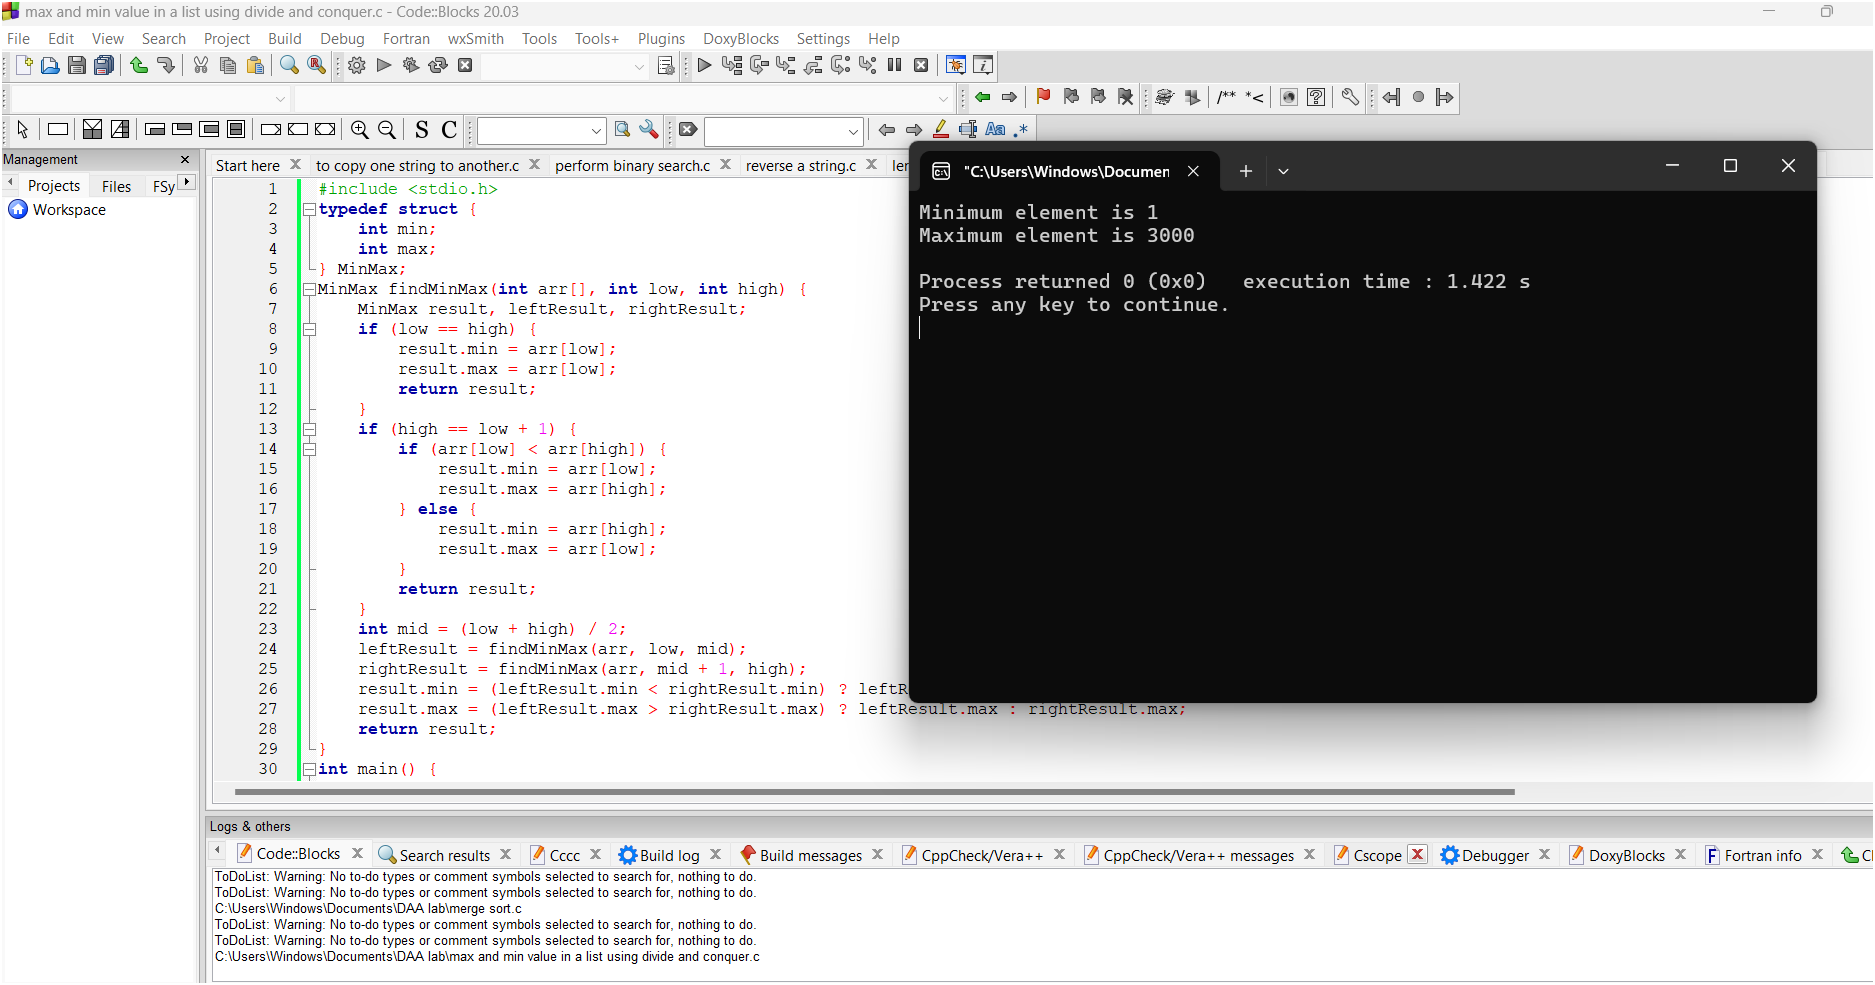 max and min value in a list using divide and conquer.c - Code::Blocks 20.03
File Edit View Search Project Build Debug Fortran wxSmith Tools Tools+ Plugins DoxyBlocks Settings Help
/** *<
S C
Aa .*
Management
Projects Files FSy
Workspace
Start here to copy one string to another.c perform binary search.c reverse a string.c ler
1 #include <stdio.h>
2 typedef struct {
3 int min;
4 int max;
5 } MinMax;
6 MinMax findMinMax(int arr[], int low, int high) {
7 MinMax result, leftResult, rightResult;
8 if (low == high) {
9 result.min = arr[low];
10 result.max = arr[low];
11 return result;
12 }
13 if (high == low + 1) {
14 if (arr[low] < arr[high]) {
15 result.min = arr[low];
16 result.max = arr[high];
17 } else {
18 result.min = arr[high];
19 result.max = arr[low];
20 }
21 return result;
22 }
23 int mid = (low + high) / 2;
24 leftResult = findMinMax(arr, low, mid);
25 rightResult = findMinMax(arr, mid + 1, high);
26 result.min = (leftResult.min < rightResult.min) ? leftR
27 result.max = (leftResult.max > rightResult.max) ? leftResult.max : rightResult.max;
28 return result;
29 }
30 int main() {
"C:\Users\Windows\Documen
Minimum element is 1
Maximum element is 3000
Process returned 0 (0x0) execution time : 1.422 s
Press any key to continue.
Logs & others
Code::Blocks Search results Cccc Build log Build messages CppCheck/Vera++ CppCheck/Vera++ messages Cscope Debugger DoxyBlocks Fortran info Cl
ToDoList: Warning: No to-do types or comment symbols selected to search for, nothing to do.
ToDoList: Warning: No to-do types or comment symbols selected to search for, nothing to do.
C:\Users\Windows\Documents\DAA lab\merge sort.c
ToDoList: Warning: No to-do types or comment symbols selected to search for, nothing to do.
ToDoList: Warning: No to-do types or comment symbols selected to search for, nothing to do.
C:\Users\Windows\Documents\DAA lab\max and min value in a list using divide and conquer.c